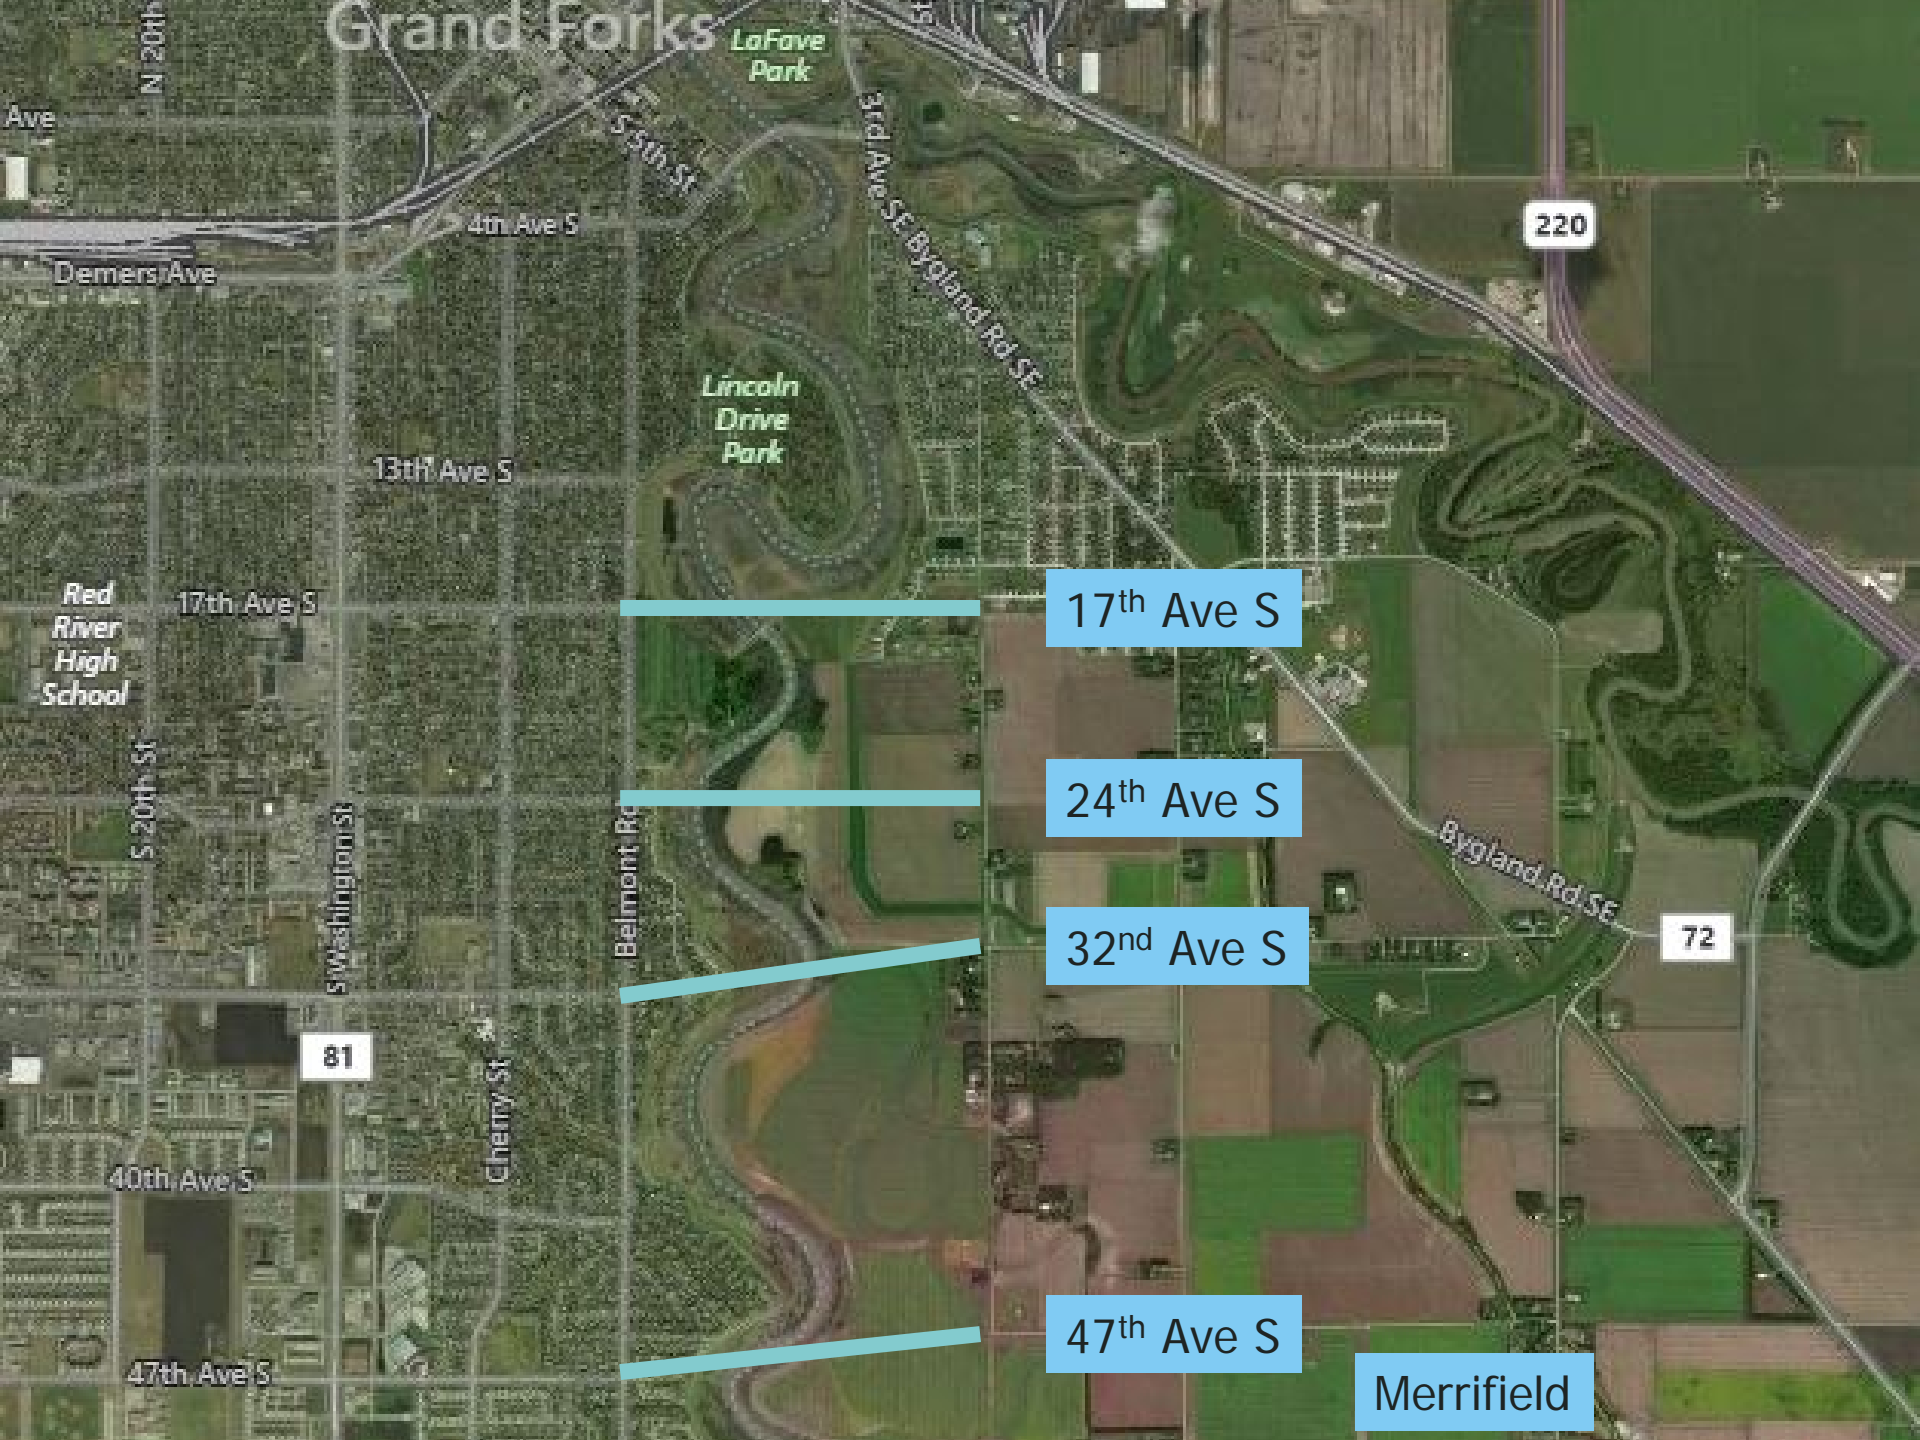 Grand Forks
LaFave
Park
N 20th
Ave
S 5th St
3rd Ave SE
220
4th Ave S
Demers Ave
Bygland Rd SE
Lincoln
Drive
Park
13th Ave S
Red
River
High
School
17th Ave S
17th Ave S
S 20th St
S Washington St
Belmont Rd
24th Ave S
Bygland Rd SE
32nd Ave S
72
81
Cherry St
40th Ave S
47th Ave S
47th Ave S
Merrifield